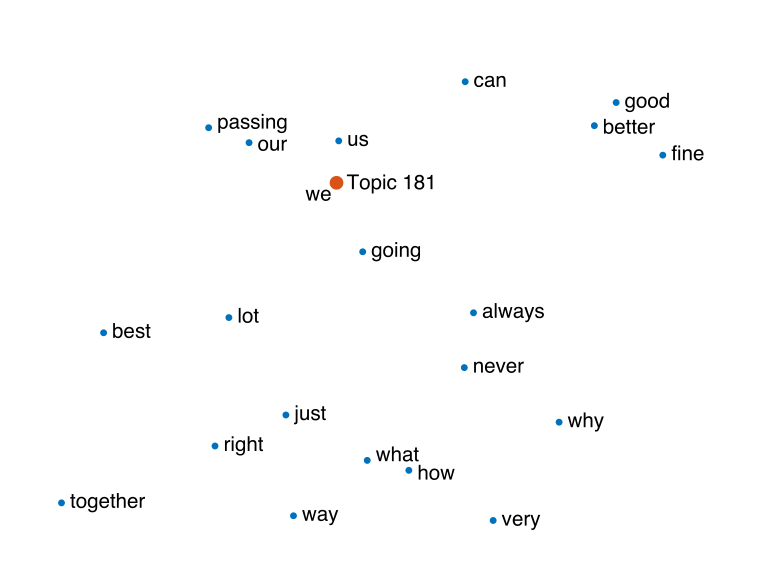 can
good
passing
better
our
us
fine
Topic 181
we
going
always
lot
best
never
just
why
right
what
how
together
way
very